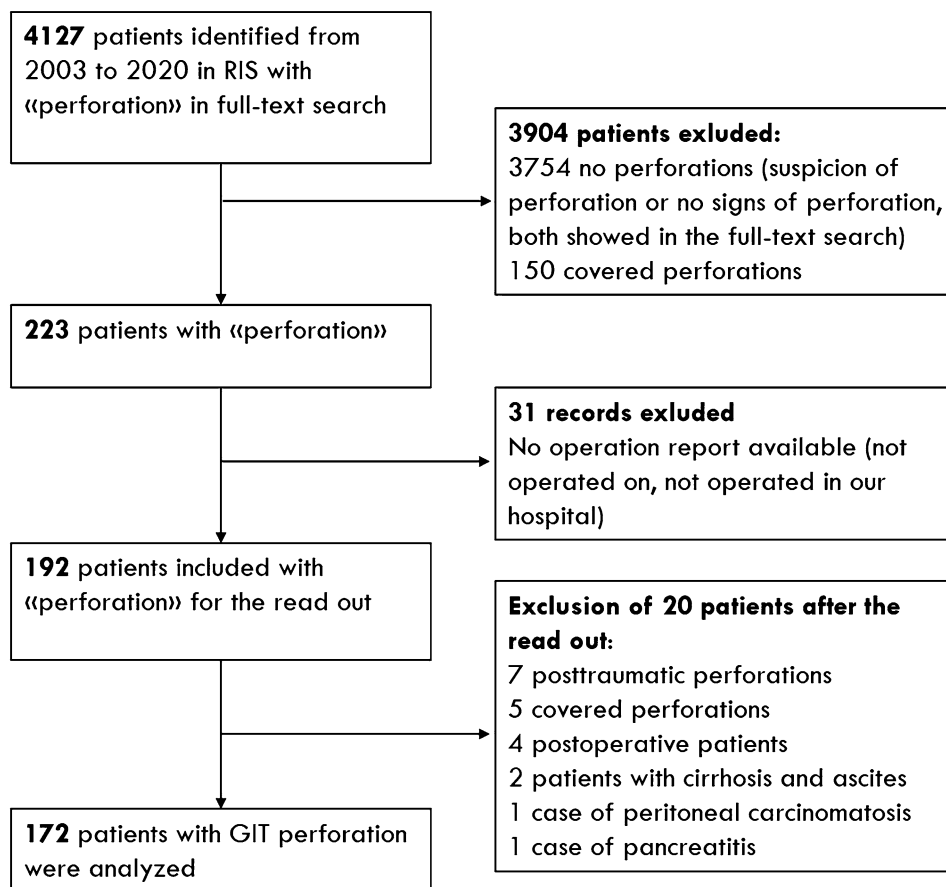 4127 patients identified from
2003 to 2020 in RIS with
«perforation» in full-text search
3904 patients exluded:
3754 no perforations (suspicion of
perforation or no signs of perforation,
both showed in the full-text search)
150 covered perforations
223 patients with «perforation»
31 records exluded
No operation report available (not
operated on, not operated in our
hospital)
192 patients included with
«perforation» for the read out
Exclusion of 20 patients after the
read out:
7 posttraumatic perforations
5 covered perforations
4 postoperative patients
2 patients with cirrhosis and ascites
1 case of peritoneal carcinomatosis
1 case of pancreatitis
172 patients with GIT perforation
were analyzed